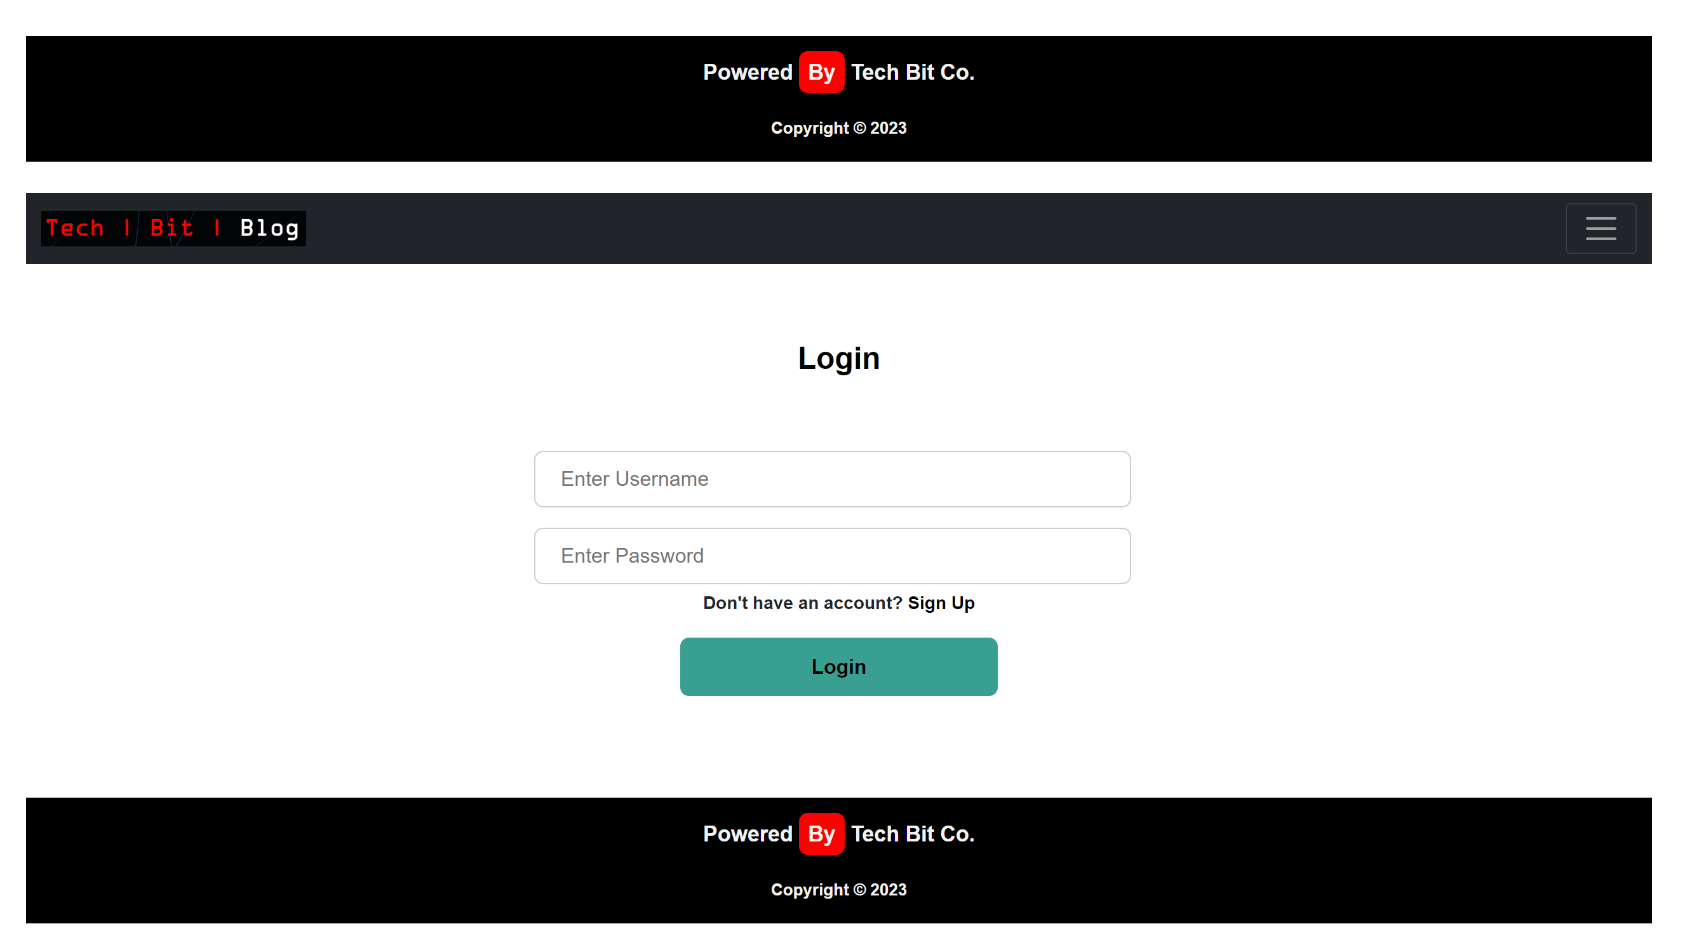 Powered By Tech Bit Co.
Copyright © 2023
Tech | Bit | Blog
Login
Enter Username
Enter Password
Don't have an account? Sign Up
Login
Powered By Tech Bit Co.
Copyright © 2023